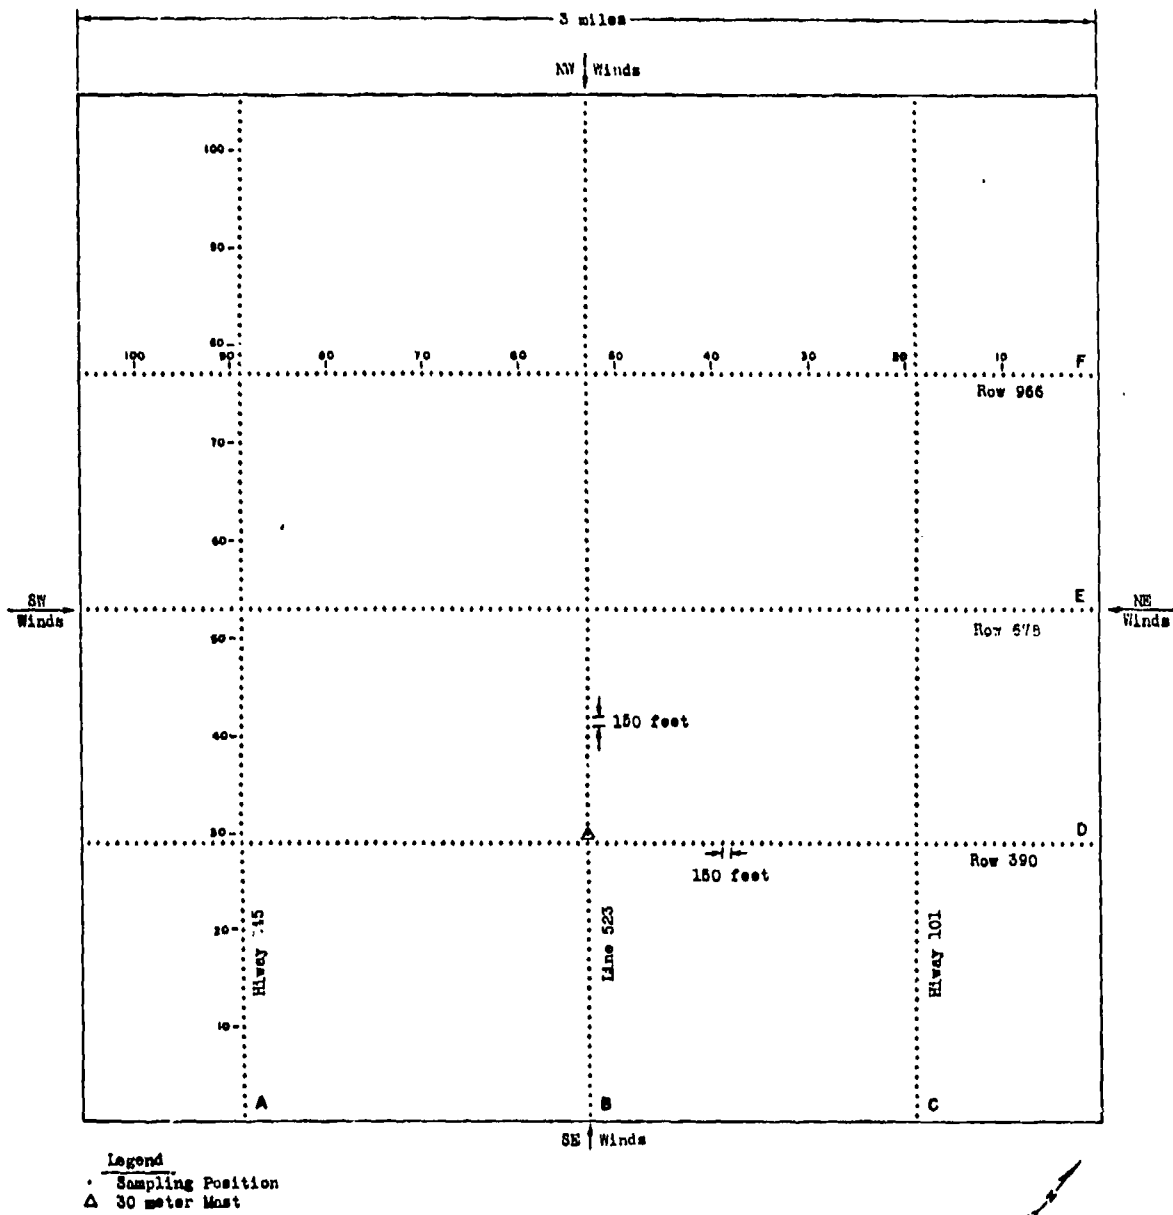 3 miles
NW Winds
100
90
80
100 90 80 70 60 50 40 30 20 10 F
Row 966
70
60
SW
Winds
E
NE
Winds
Row 678
50
150 feet
40
30
D
Row 390
150 feet
20
Line 523
Hiway 101
Hiway
10
A
B
C
SE Winds
Legend
Sampling Position
30 meter Mast
N